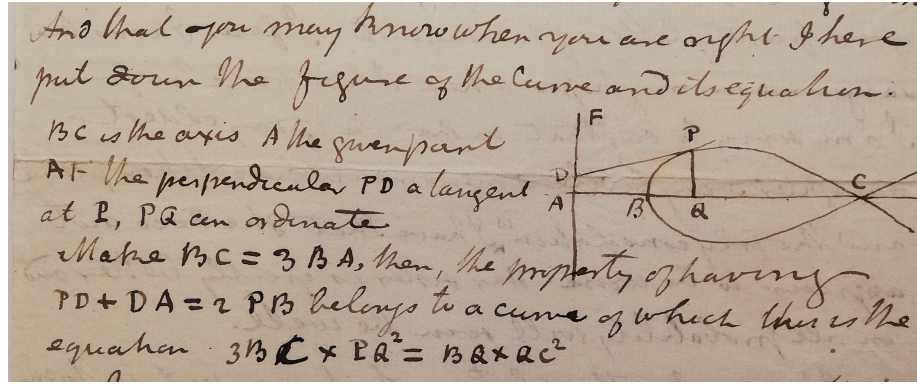 And that you may know when you are right I here
put down the figure of the Curve and its equation.
BC is the axis A the given point
AF the perpendicular PD a tangent
at P, PQ an ordinate
Make BC = 3 BA, then, the property of having
PD + DA = 2 PB belongs to a curve of which this is the
equation 3BC × PQ² = BQ × QC²
F
P
D
A
B
Q
C